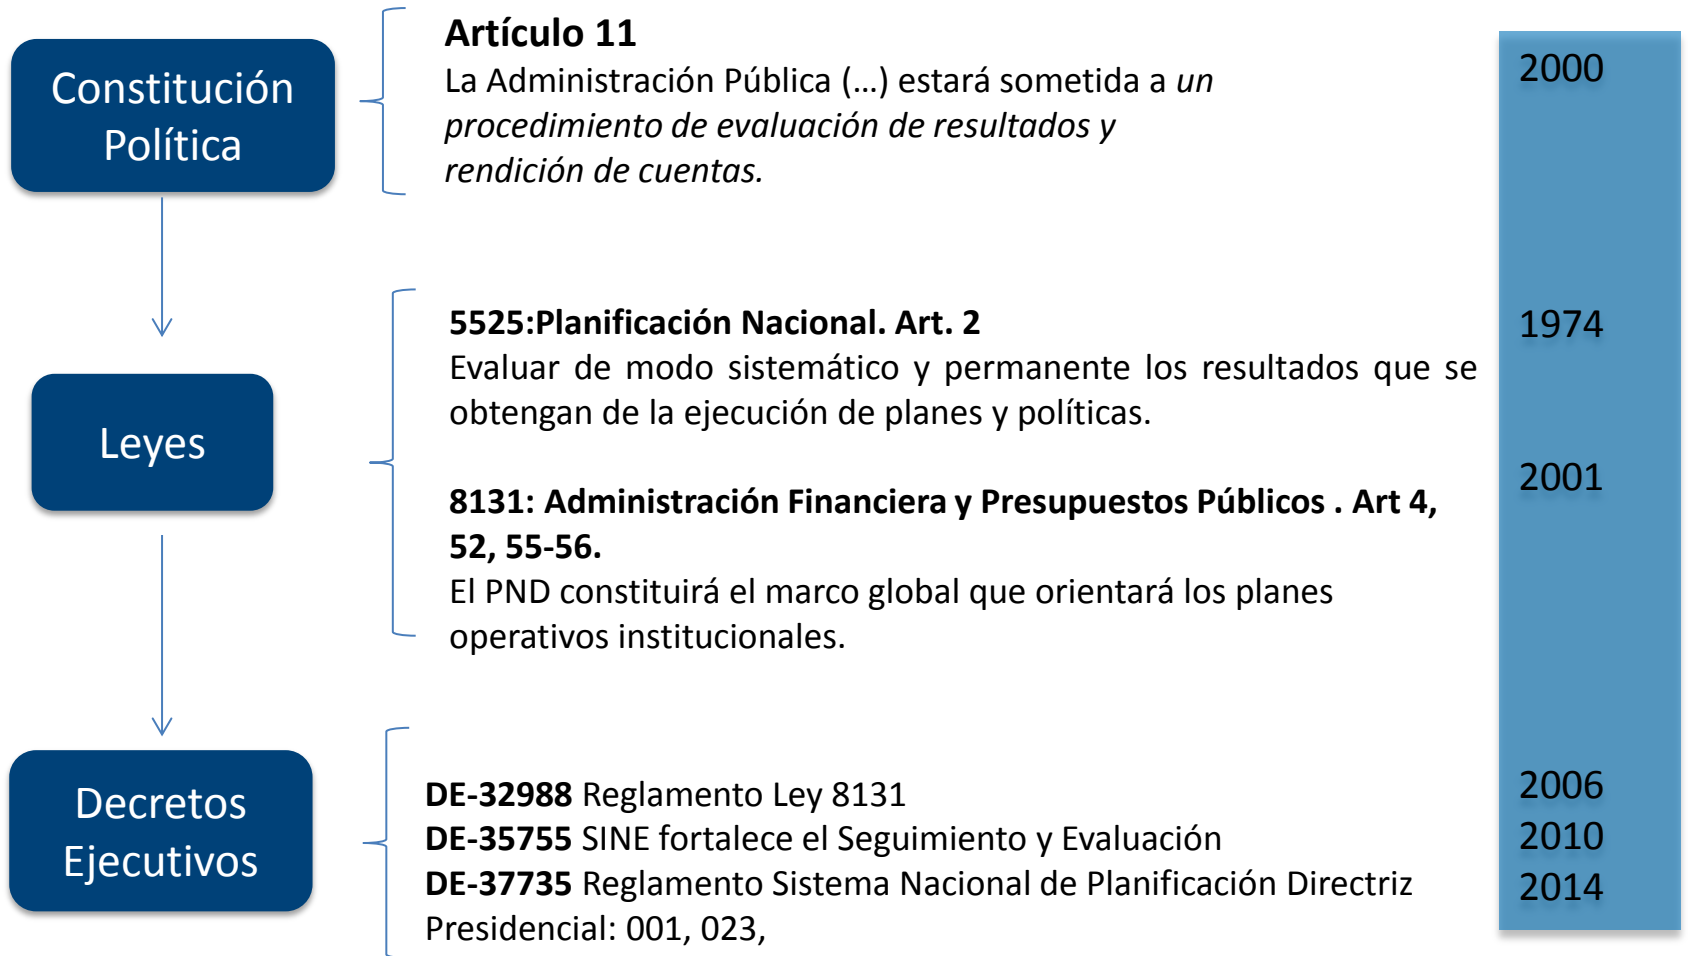 Constitución
Política
Artículo 11
La Administración Pública (…) estará sometida a un
procedimiento de evaluación de resultados y
rendición de cuentas.
2000
Leyes
5525:Planificación Nacional. Art. 2
Evaluar de modo sistemático y permanente los resultados que se
obtengan de la ejecución de planes y políticas.
1974
8131: Administración Financiera y Presupuestos Públicos . Art 4,
52, 55-56.
El PND constituirá el marco global que orientará los planes
operativos institucionales.
2001
Decretos
Ejecutivos
DE-32988 Reglamento Ley 8131
DE-35755 SINE fortalece el Seguimiento y Evaluación
DE-37735 Reglamento Sistema Nacional de Planificación Directriz
Presidencial: 001, 023,
2006
2010
2014